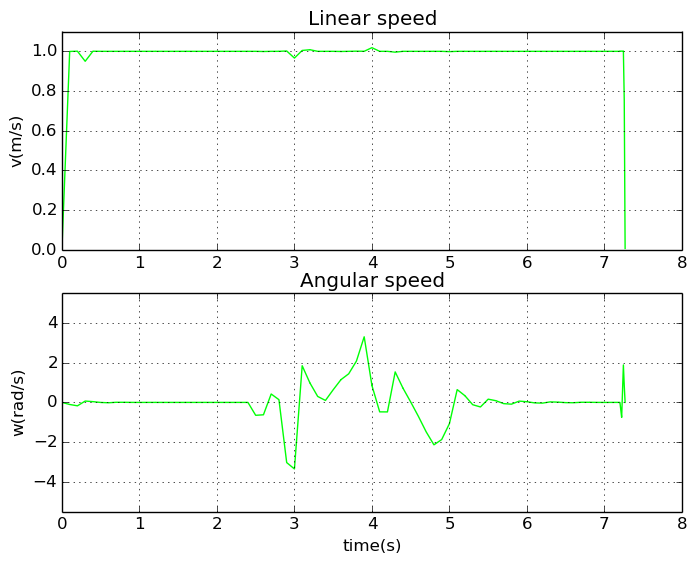 Linear speed
v(m/s)
1.0
0.8
0.6
0.4
0.2
0.0
0 1 2 3 4 5 6 7 8
Angular speed
w(rad/s)
4
2
0
−2
−4
0 1 2 3 4 5 6 7 8
time(s)